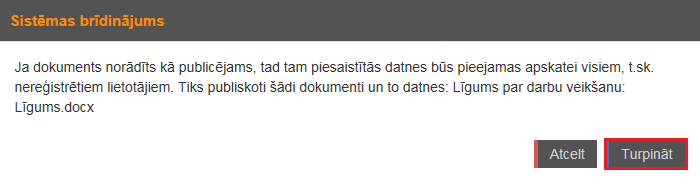 Sistēmas brīdinājums
Ja dokuments norādīts kā publicējams, tad tam piesaistītās datnes būs pieejamas apskatei visiem, t.sk.
nereģistrētiem lietotājiem. Tiks publiskoti šādi dokumenti un to datnes: Līgums par darbu veikšanu:
Līgums.docx
Atcelt Turpināt